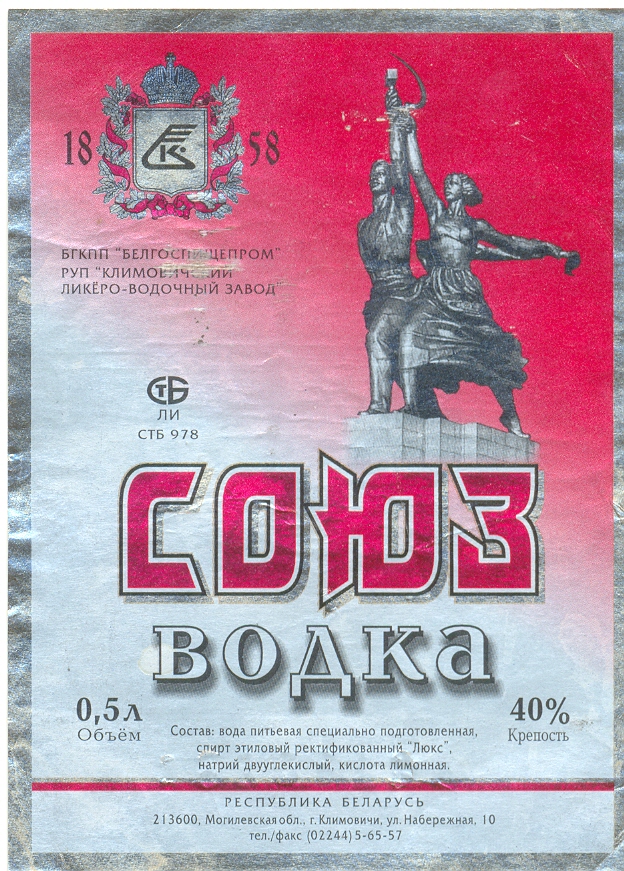 18 58
БГКПП "БЕЛГОСПИЩЕПРОМ"
РУП "КЛИМОВИЧСКИЙ
ЛИКЁРО-ВОДОЧНЫЙ ЗАВОД"
СТБ
ЛИ
СТБ 978
СОЮЗ
ВОДКА
0,5л
Объём
40%
Крепость
Состав: вода питьевая специально подготовленная,
спирт этиловый ректификованный "Люкс",
натрий двууглекислый, кислота лимонная.
РЕСПУБЛИКА БЕЛАРУСЬ
213600, Могилевская обл., г.Климовичи, ул.Набережная, 10
тел./факс (02244) 5-65-57